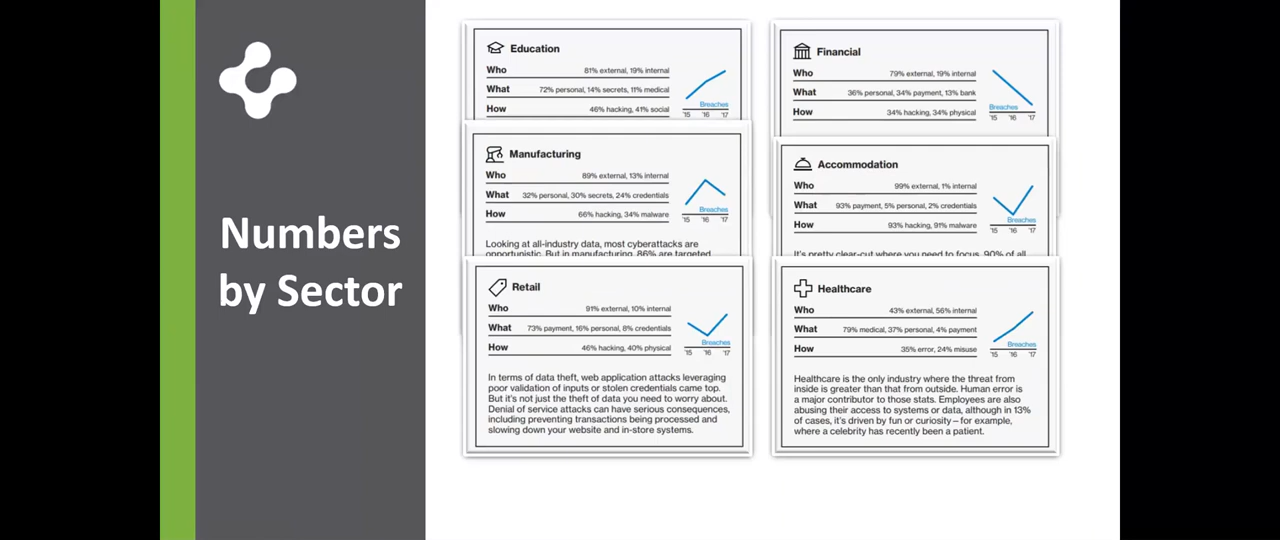 Numbers
by Sector
Education
Who 81% external, 19% internal
What 72% personal, 14% secrets, 11% medical
How 46% hacking, 41% social
Breaches
'15 '16 '17
Manufacturing
Who 89% external, 13% internal
What 32% personal, 30% secrets, 24% credentials
How 66% hacking, 34% malware
Breaches
'15 '16 '17
Looking at all-industry data, most cyberattacks are
opportunistic. But in manufacturing, 86% are targeted
Retail
Who 91% external, 10% internal
What 73% payment, 16% personal, 8% credentials
How 46% hacking, 40% physical
Breaches
'15 '16 '17
In terms of data theft, web application attacks leveraging
poor validation of inputs or stolen credentials came top.
But it's not just the theft of data you need to worry about.
Denial of service attacks can have serious consequences,
including preventing transactions being processed and
slowing down your website and in-store systems.
Financial
Who 79% external, 19% internal
What 36% personal, 34% payment, 13% bank
How 34% hacking, 34% physical
Breaches
'15 '16 '17
Accommodation
Who 99% external, 1% internal
What 93% payment, 5% personal, 2% credentials
How 93% hacking, 91% malware
Breaches
'15 '16 '17
It's pretty clear-cut where you need to focus. 90% of all
Healthcare
Who 43% external, 56% internal
What 79% medical, 37% personal, 4% payment
How 35% error, 24% misuse
Breaches
'15 '16 '17
Healthcare is the only industry where the threat from
inside is greater than that from outside. Human error is
a major contributor to those stats. Employees are also
abusing their access to systems or data, although in 13%
of cases, it's driven by fun or curiosity – for example,
where a celebrity has recently been a patient.